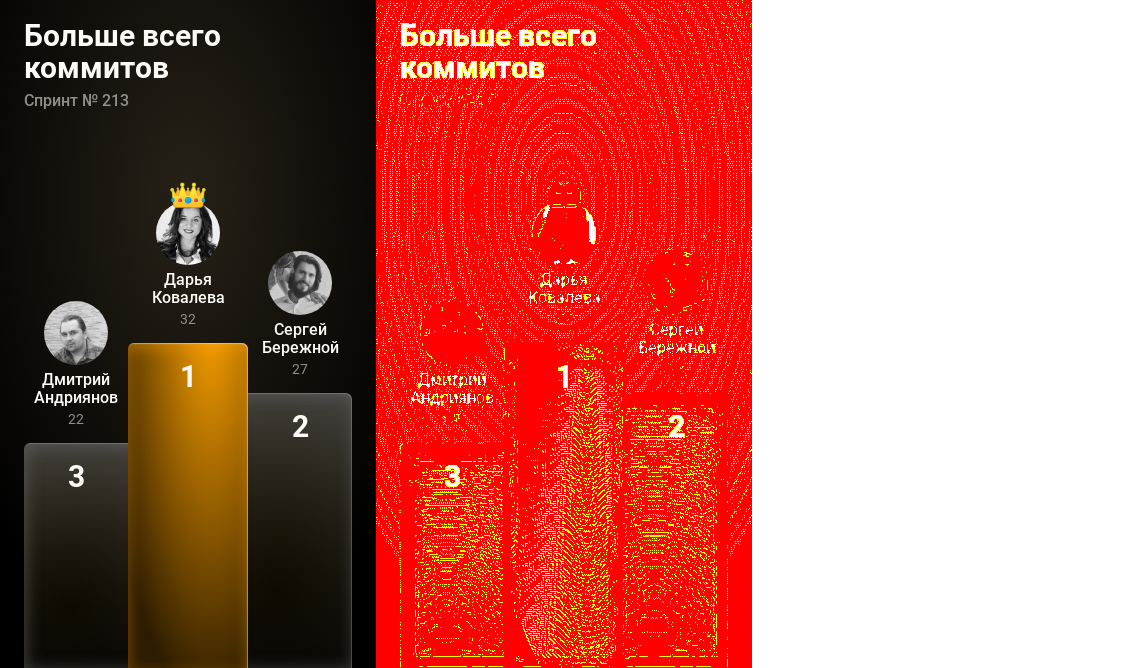 Больше всего
коммитов
Спринт № 213
Дарья
Ковалева
32
Сергей
Бережной
27
Дмитрий
Андриянов
22
1
2
3
Больше всего
коммитов
Дарья
Ковалева
Сергей
Бережной
Дмитрий
Андриянов
1
2
3